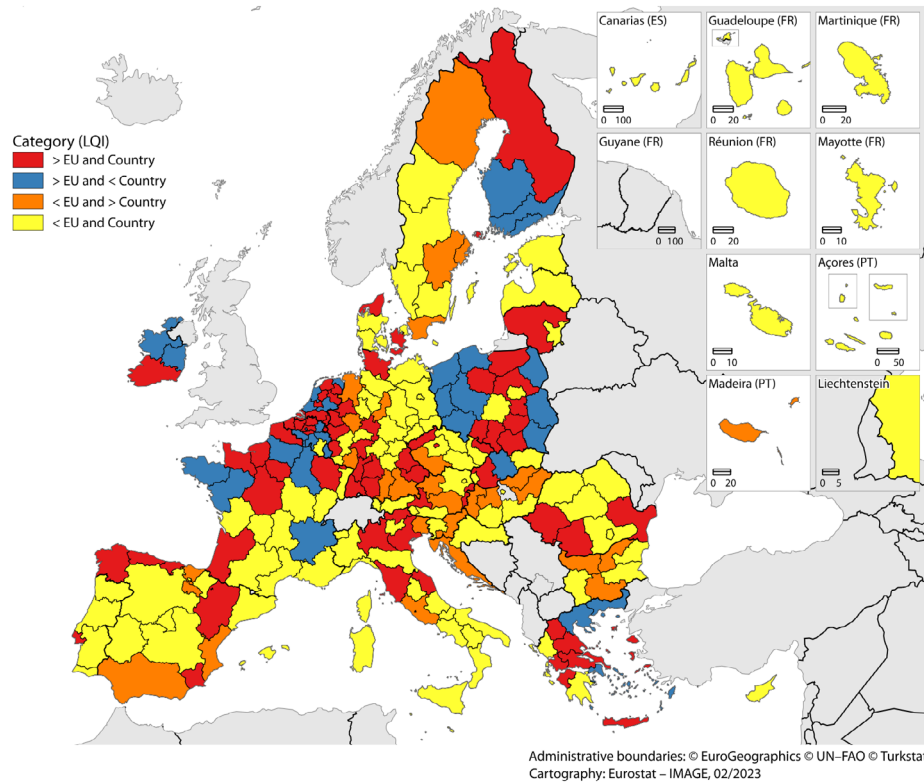 Category (LQI)
> EU and Country
> EU and < Country
< EU and > Country
< EU and Country
Canarias (ES)
0 100
Guadeloupe (FR)
0 20
Martinique (FR)
0 20
Guyane (FR)
0 100
Réunion (FR)
0 20
Mayotte (FR)
0 10
Malta
0 10
Açores (PT)
0 50
Madeira (PT)
0 20
Liechtenstein
0 5
Administrative boundaries: © EuroGeographics © UN–FAO © Turksta
Cartography: Eurostat – IMAGE, 02/2023